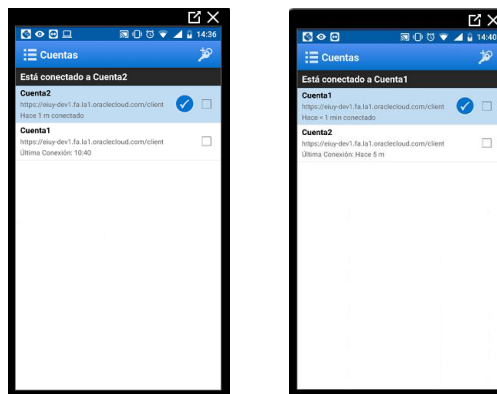 14:36
Cuentas
Está conectado a Cuenta2
Cuenta2
https://eiuy-dev1.fa.la1.oraclecloud.com/client
Hace 1 m conectado
Cuenta1
https://eiuy-dev1.fa.la1.oraclecloud.com/client
Última Conexión: 10:40
14:40
Cuentas
Está conectado a Cuenta1
Cuenta1
https://eiuy-dev1.fa.la1.oraclecloud.com/client
Hace < 1 min conectado
Cuenta2
https://eiuy-dev1.fa.la1.oraclecloud.com/client
Última Conexión: Hace 5 m